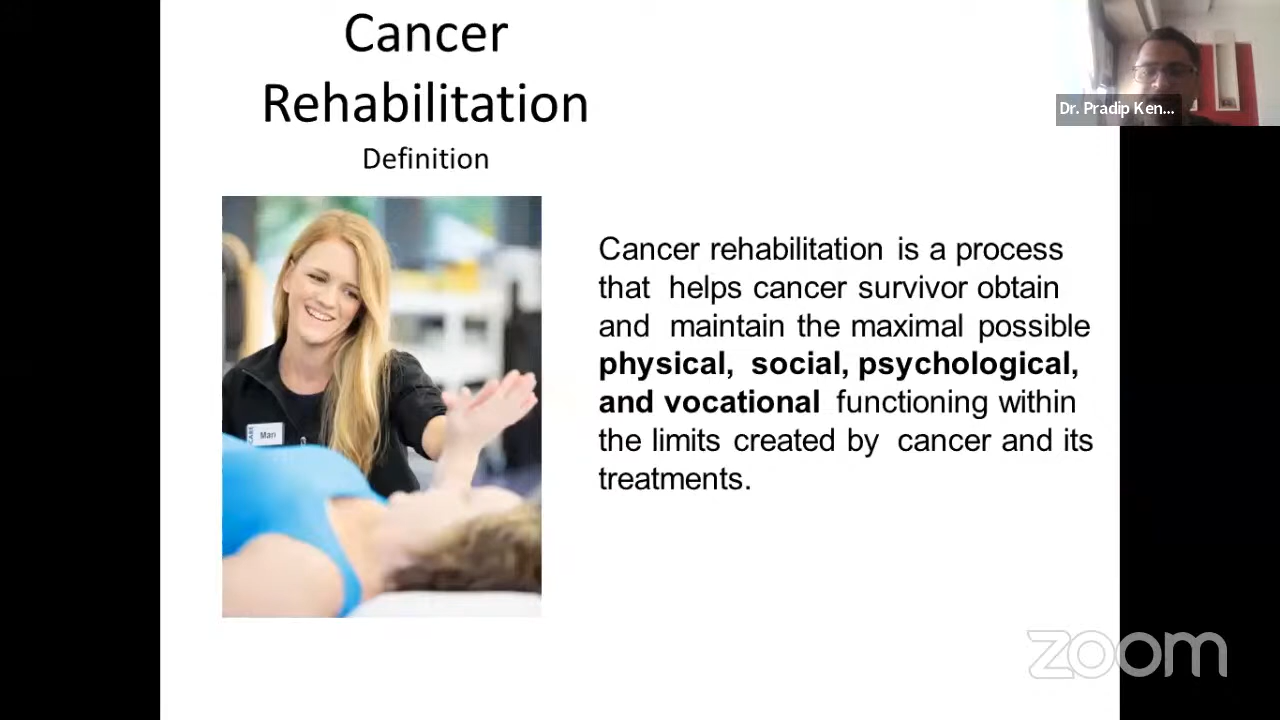 Cancer
Rehabilitation
Definition
Dr. Pradip Ken...
Cancer rehabilitation is a process
that helps cancer survivor obtain
and maintain the maximal possible
physical, social, psychological,
and vocational functioning within
the limits created by cancer and its
treatments.
Mari
zoom